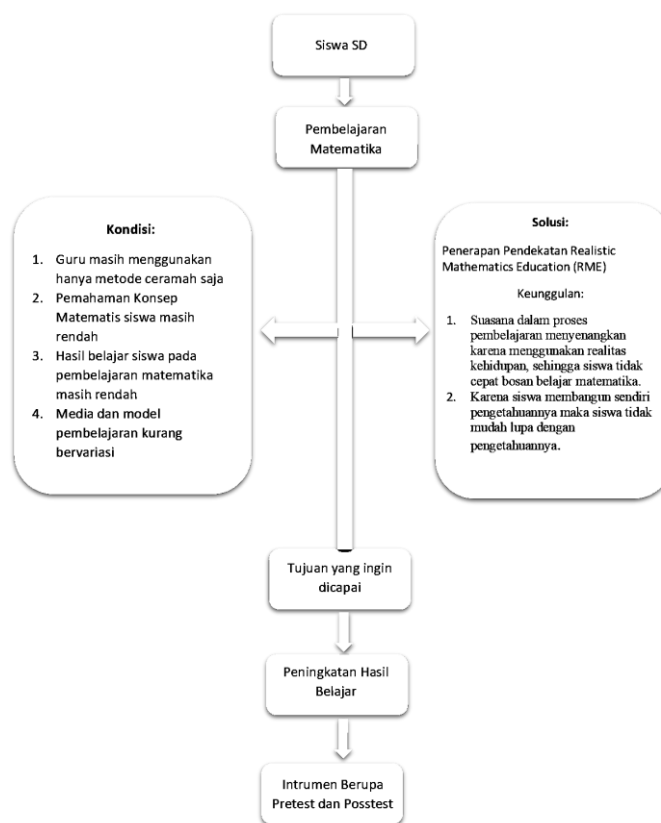 Siswa SD
Pembelajaran
Matematika
Kondisi:
1. Guru masih menggunakan
hanya metode ceramah saja
2. Pemahaman Konsep
Matematis siswa masih
rendah
3. Hasil belajar siswa pada
pembelajaran matematika
masih rendah
4. Media dan model
pembelajaran kurang
bervariasi
Solusi:
Penerapan Pendekatan Realistic
Mathematics Education (RME)
Keunggulan:
1. Suasana dalam proses
pembelajaran menyenangkan
karena menggunakan realitas
kehidupan, sehingga siswa tidak
cepat bosan belajar matematika.
2. Karena siswa membangun sendiri
pengetahuannya maka siswa tidak
mudah lupa dengan
pengetahuannya.
Tujuan yang ingin
dicapai
Peningkatan Hasil
Belajar
Intrumen Berupa
Pretest dan Posstest